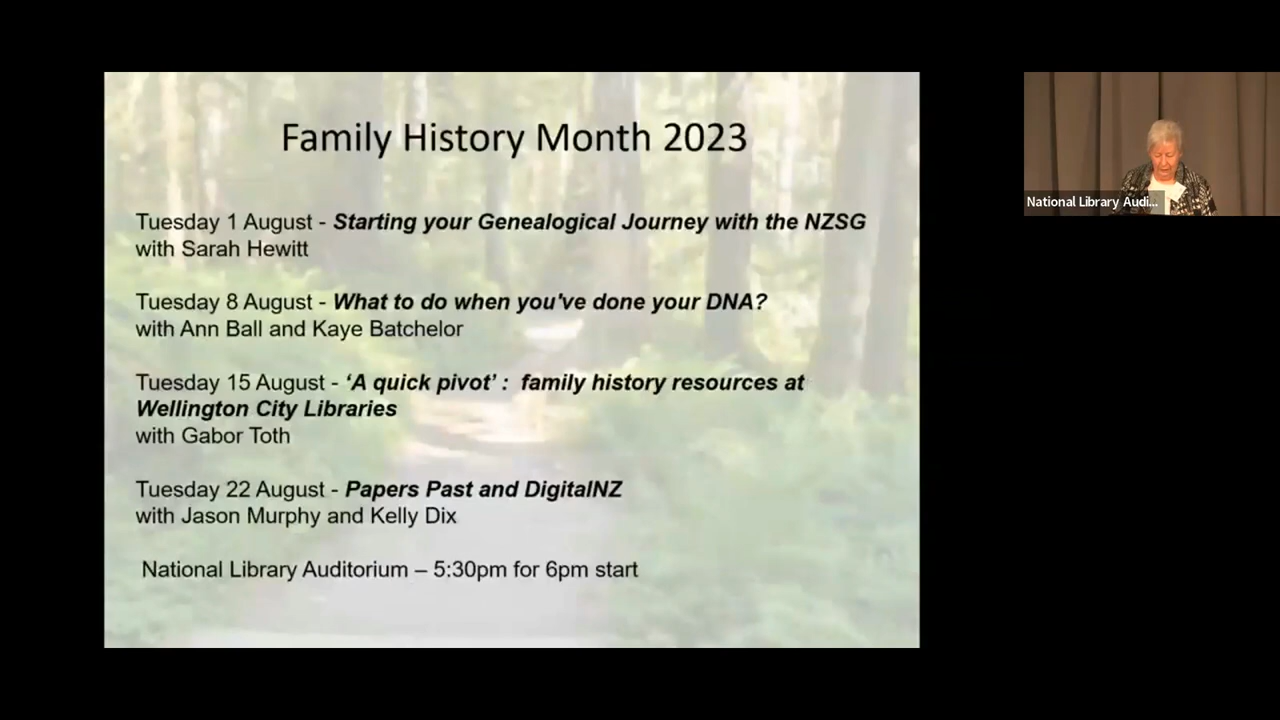 Family History Month 2023
Tuesday 1 August - Starting your Genealogical Journey with the NZSG
with Sarah Hewitt
Tuesday 8 August - What to do when you've done your DNA?
with Ann Ball and Kaye Batchelor
Tuesday 15 August - ‘A quick pivot’ : family history resources at
Wellington City Libraries
with Gabor Toth
Tuesday 22 August - Papers Past and DigitalNZ
with Jason Murphy and Kelly Dix
National Library Auditorium – 5:30pm for 6pm start
National Library Audi...